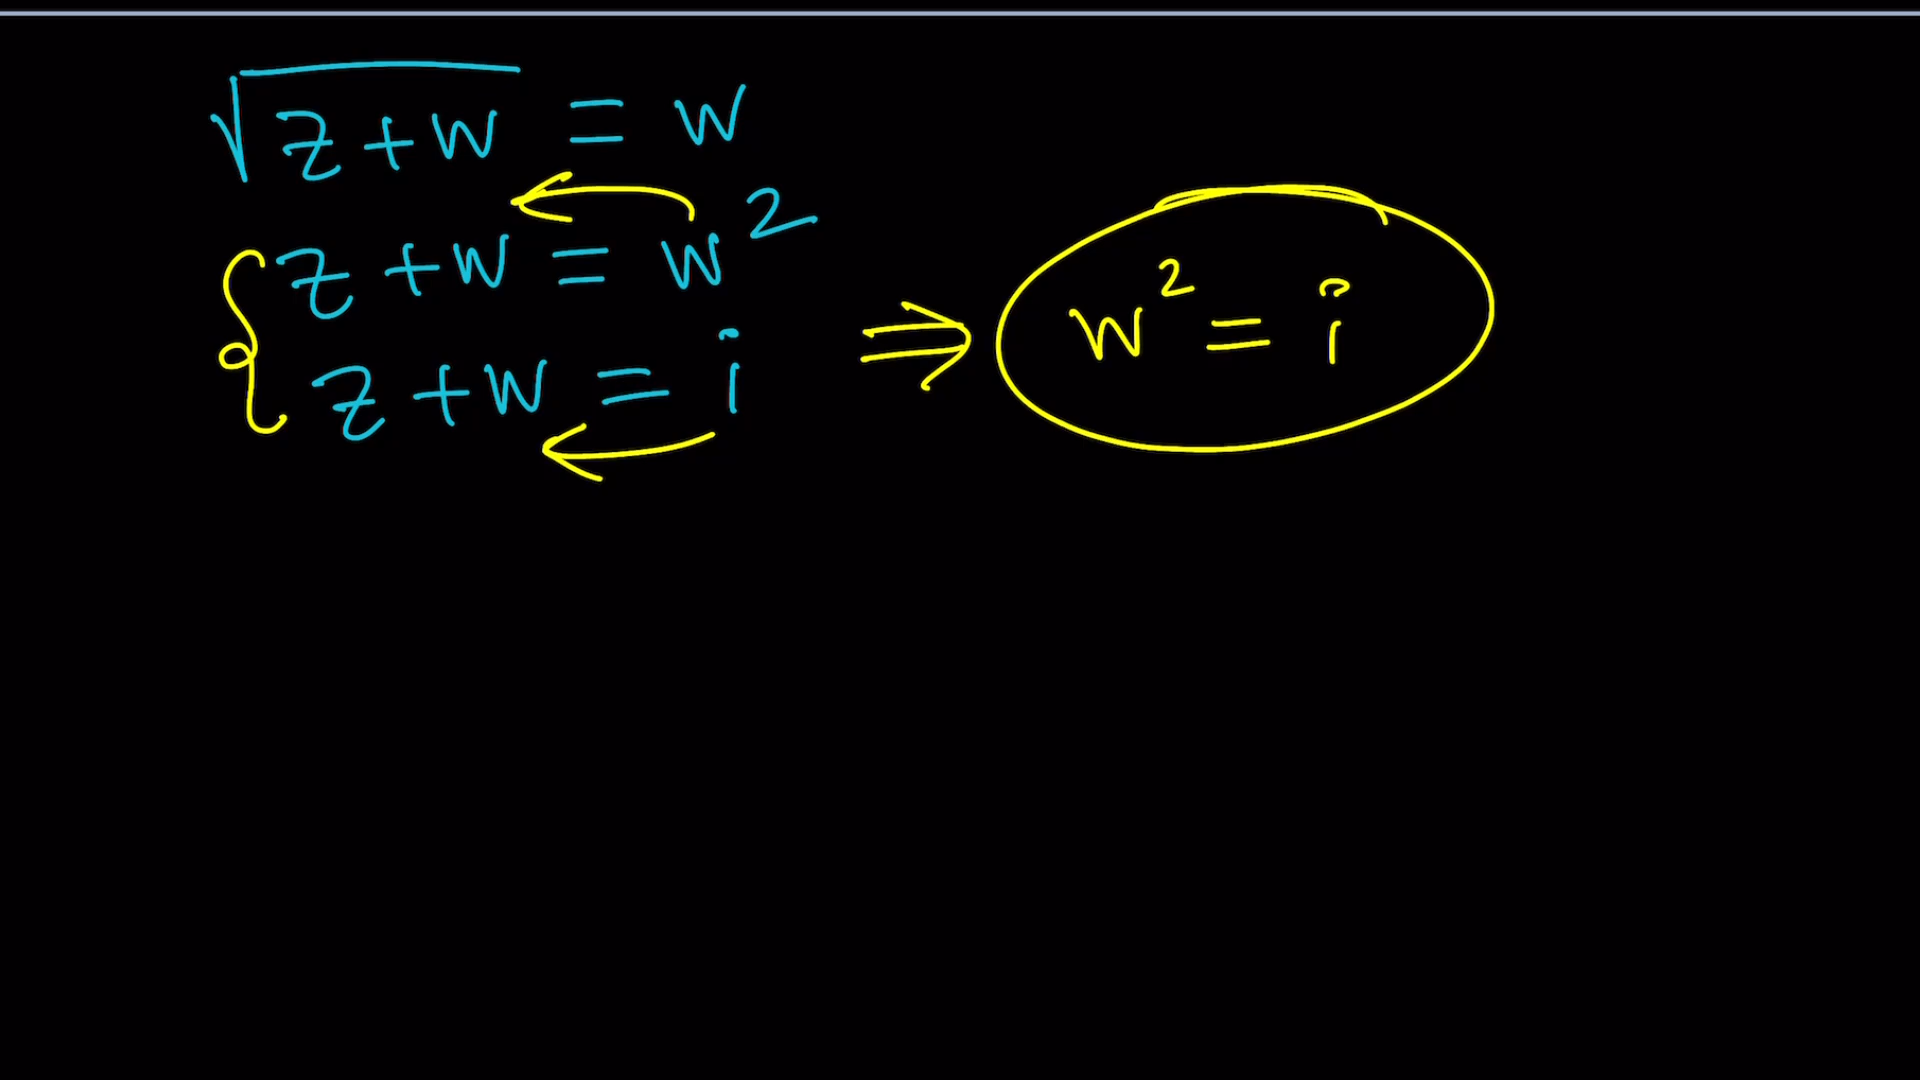 √z+w = w
z+w = w²
z+w = i
⇒ w² = i